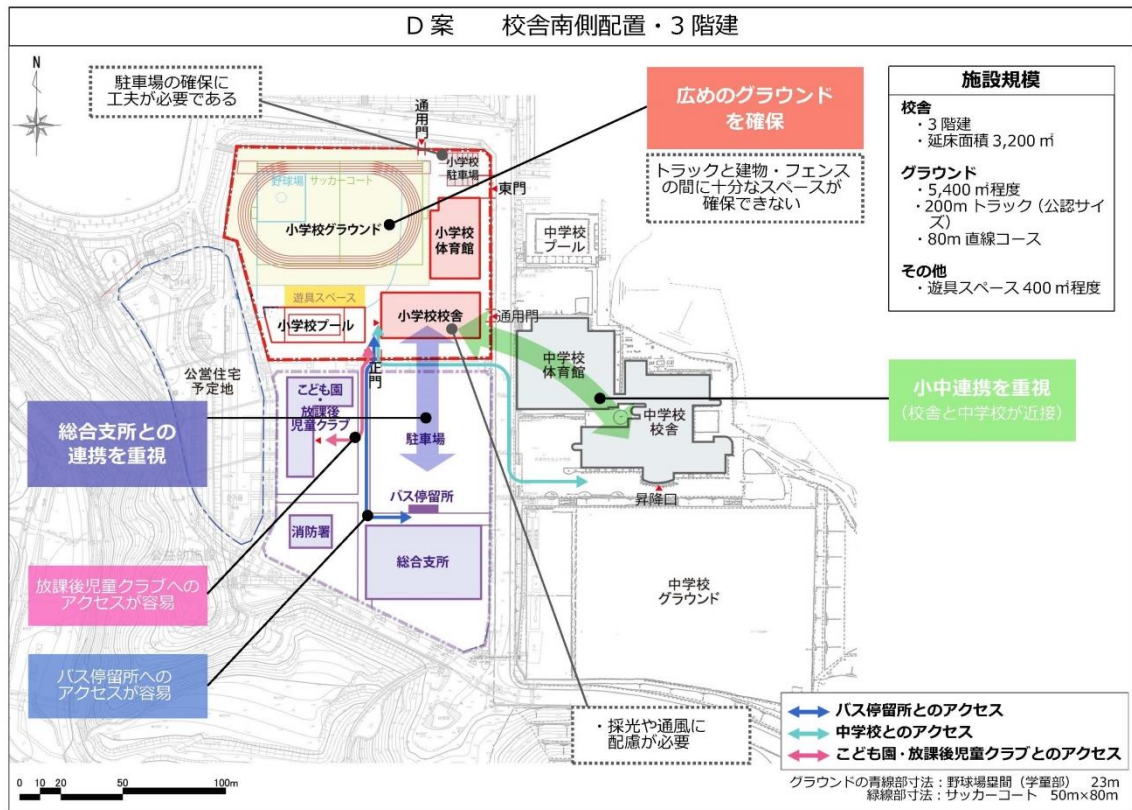 D案 校舎南側配置・3階建
N
駐車場の確保に
工夫が必要である
通用門
小学校
駐車場
東門
野球場
サッカーコート
小学校グラウンド
小学校
体育館
遊具スペース
小学校プール
小学校校舎
通用門
正門
広めのグラウンド
を確保
トラックと建物・フェンス
の間に十分なスペースが
確保できない
施設規模
校舎
・3階建
・延床面積 3,200 ㎡
グラウンド
・5,400 ㎡程度
・200m トラック(公認サイ
ズ)
・80m 直線コース
その他
・遊具スペース 400 ㎡程度
中学校
プール
中学校
体育館
中学校
校舎
昇降口
中学校
グラウンド
小中連携を重視
(校舎と中学校が近接)
公営住宅
予定地
こども園
・
放課後
児童クラブ
駐車場
バス停留所
消防署
総合支所
公益的施設
総合支所との
連携を重視
放課後児童クラブへの
アクセスが容易
バス停留所への
アクセスが容易
・採光や通風に
配慮が必要
バス停留所とのアクセス
中学校とのアクセス
こども園・放課後児童クラブとのアクセス
グラウンドの青線部寸法:野球場塁間(学童部) 23m
緑線部寸法:サッカーコート 50m×80m
0 10 20 50 100m